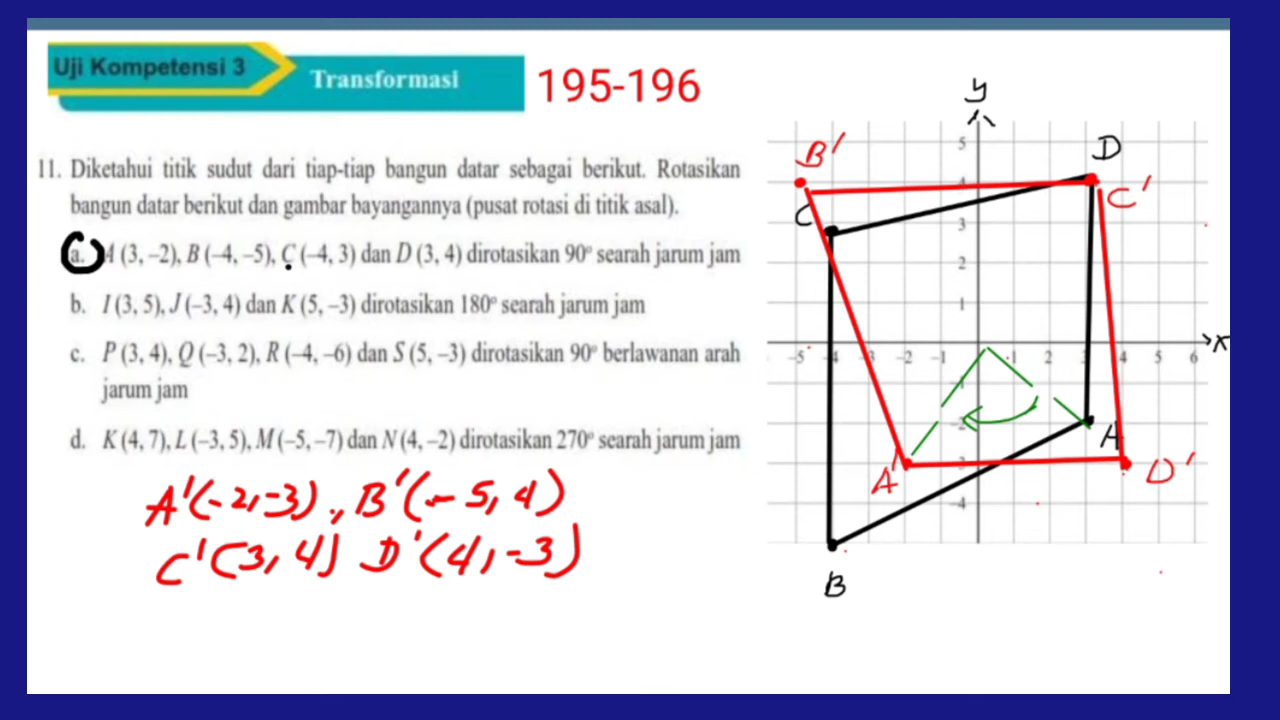 Uji Kompetensi 3
Transformasi
195-196
11. Diketahui titik sudut dari tiap-tiap bangun datar sebagai berikut. Rotasikan
bangun datar berikut dan gambar bayangannya (pusat rotasi di titik asal).
a. A (3, –2), B (–4, –5), C (–4, 3) dan D (3, 4) dirotasikan 90° searah jarum jam
b. I (3, 5), J (–3, 4) dan K (5, –3) dirotasikan 180° searah jarum jam
c. P (3, 4), Q (–3, 2), R (–4, –6) dan S (5, –3) dirotasikan 90° berlawanan arah
jarum jam
d. K (4, 7), L (–3, 5), M (–5, –7) dan N (4, –2) dirotasikan 270° searah jarum jam
A'(-2,-3), B'(-5,4)
C'(3,4) D'(4,-3)
y
5
D
B'
4
C'
C
3
2
1
–5 –4 –3 –2 –1 1 2 3 4 5 6 x
–1
–2
A
–3
A'
D'
–4
B